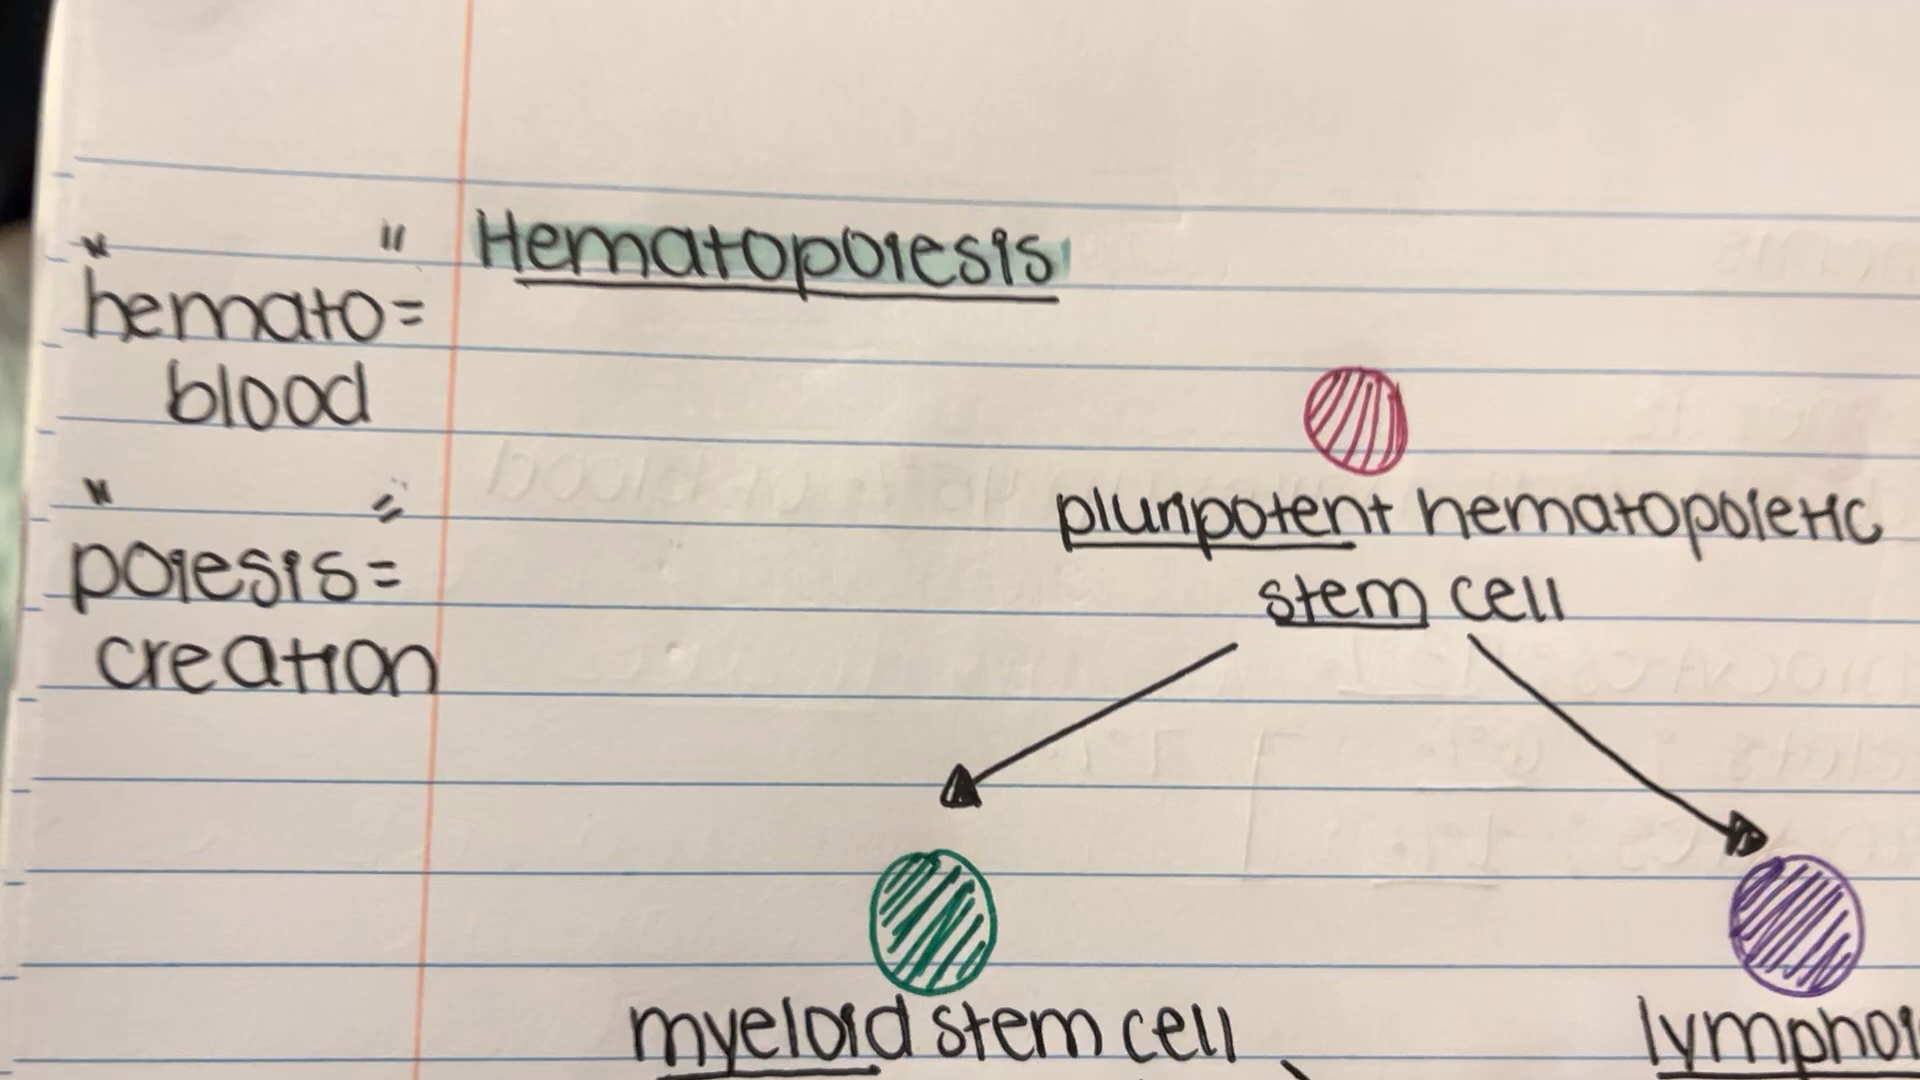 Hematopoiesis
"hemato" =
blood
"poiesis" =
creation
pluripotent hematopoietic
stem cell
myeloid stem cell